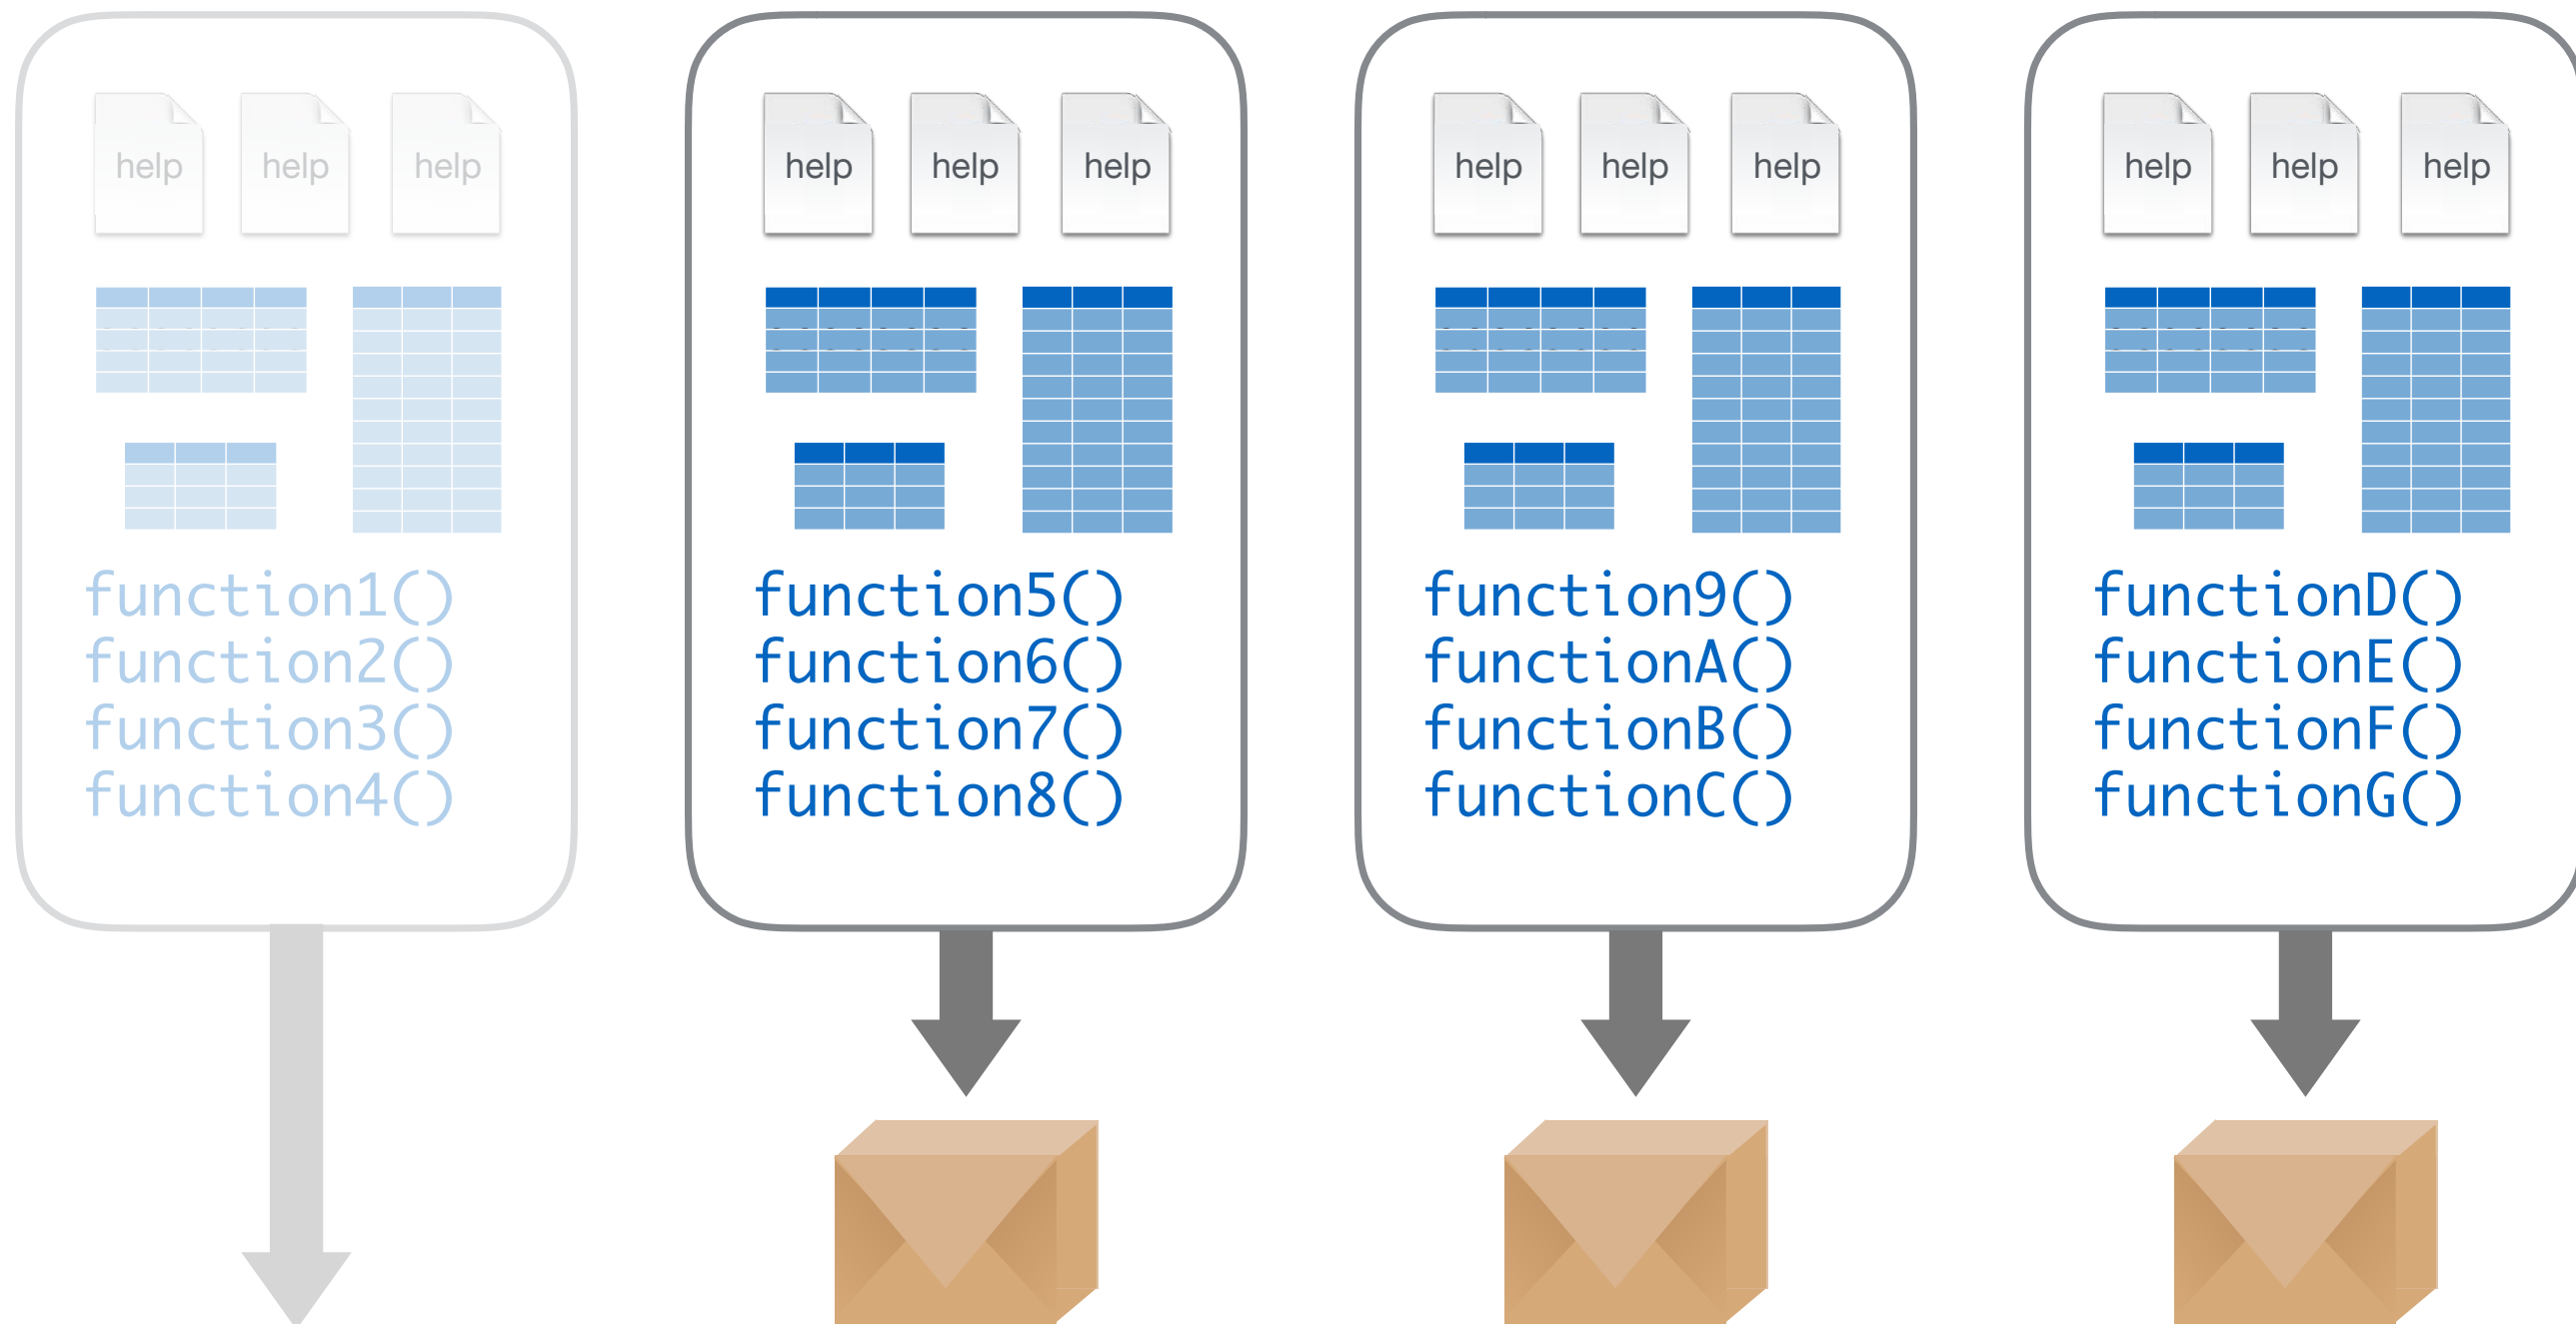 help help help
function1()
function2()
function3()
function4()
help help help
function5()
function6()
function7()
function8()
help help help
function9()
functionA()
functionB()
functionC()
help help help
functionD()
functionE()
functionF()
functionG()